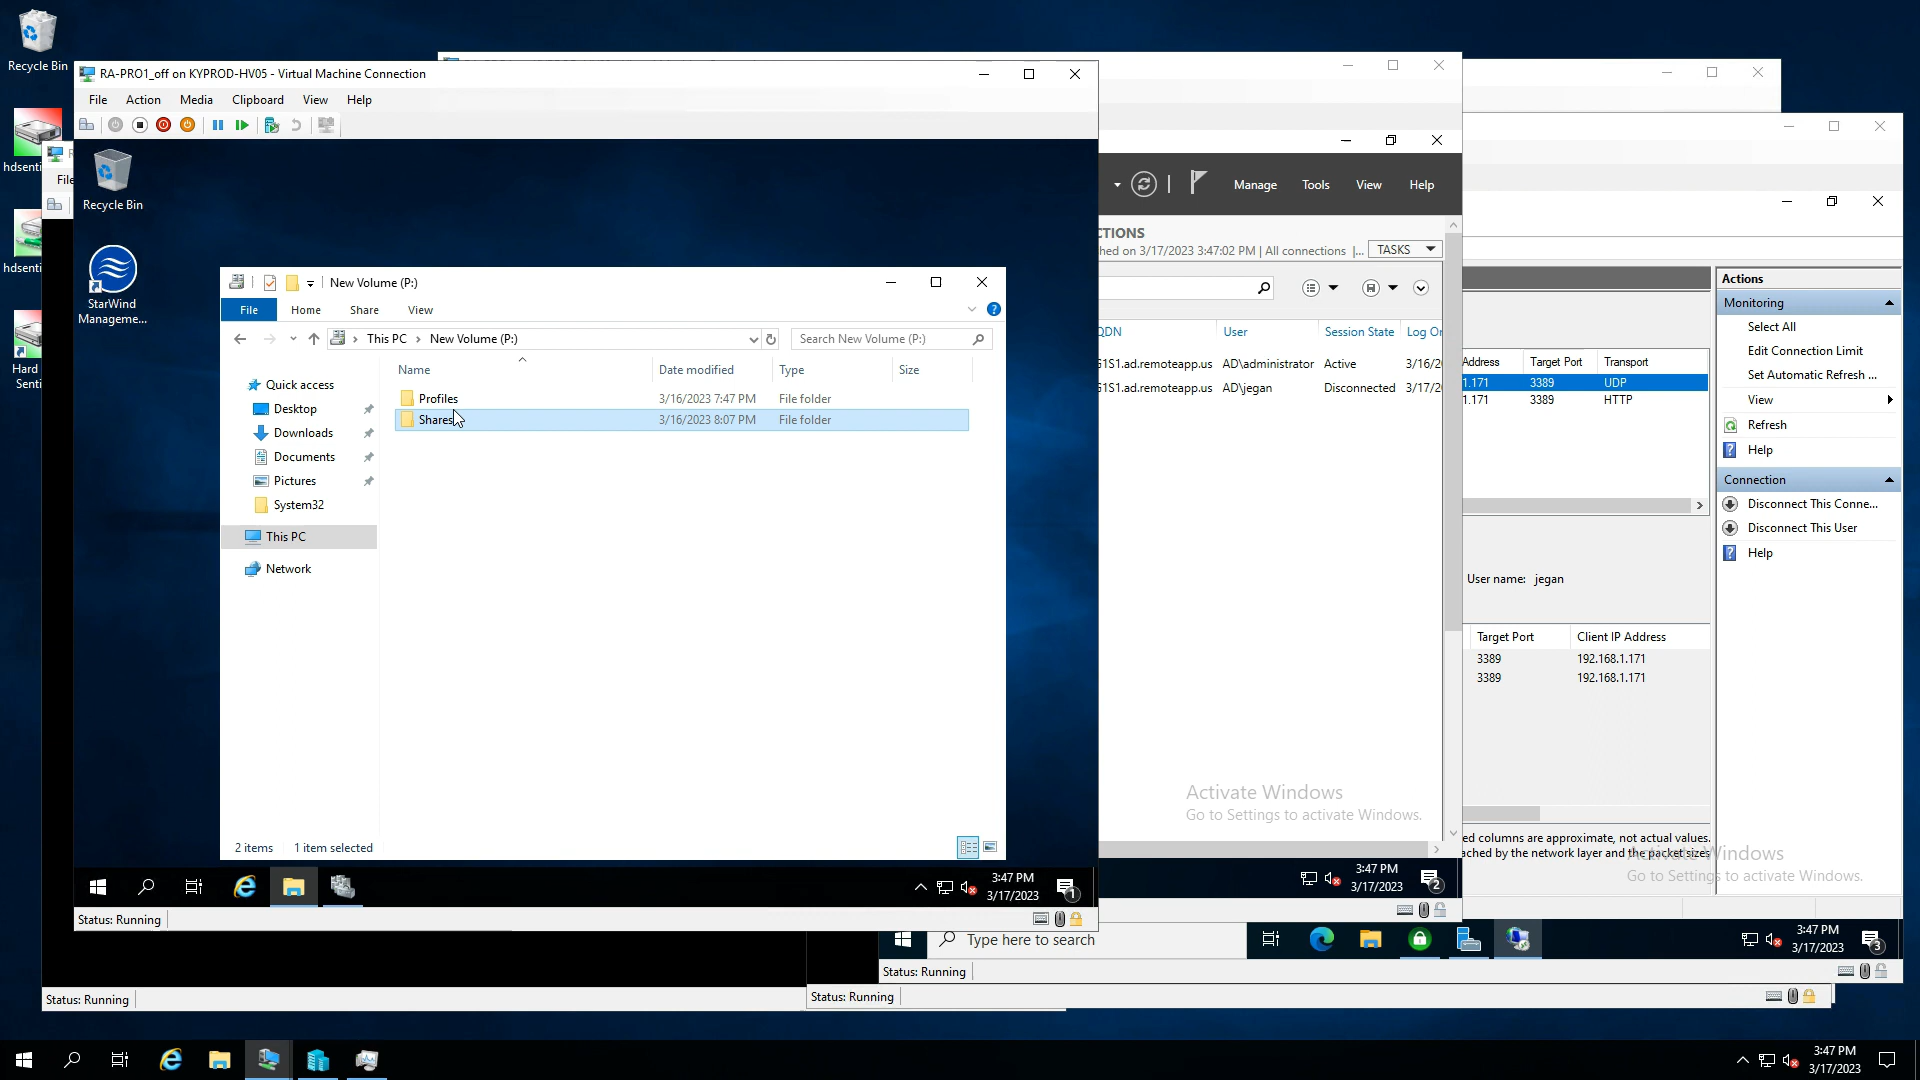 Recycle Bin
hdsenti
hdsenti
Hard
Senti
RA-PRO1_off on KYPROD-HV05 - Virtual Machine Connection
File Action Media Clipboard View Help
File
Recycle Bin
StarWind
Manageme...
New Volume (P:)
File Home Share View
This PC New Volume (P:)
Search New Volume (P:)
Name Date modified Type Size
Profiles 3/16/2023 7:47 PM File folder
Shares 3/16/2023 8:07 PM File folder
Quick access
Desktop
Downloads
Documents
Pictures
System32
This PC
Network
2 items 1 item selected
3:47 PM
3/17/2023
1
Status: Running
Manage Tools View Help
CTIONS
hed on 3/17/2023 3:47:02 PM | All connections |...
TASKS
QDN User Session State Log On
S1S1.ad.remoteapp.us AD\administrator Active 3/16/20
S1S1.ad.remoteapp.us AD\jegan Disconnected 3/17/20
Activate Windows
Go to Settings to activate Windows.
3:47 PM
3/17/2023
2
Address Target Port Transport
1.171 3389 UDP
1.171 3389 HTTP
User name: jegan
Target Port Client IP Address
3389 192.168.1.171
3389 192.168.1.171
ed columns are approximate, not actual values.
ached by the network layer and the packet sizes
Activate Windows
Go to Settings to activate Windows.
Actions
Monitoring
Select All
Edit Connection Limit
Set Automatic Refresh ...
View
Refresh
Help
Connection
Disconnect This Conne...
Disconnect This User
Help
Type here to search
3:47 PM
3/17/2023
3
Status: Running
Status: Running
Status: Running
3:47 PM
3/17/2023